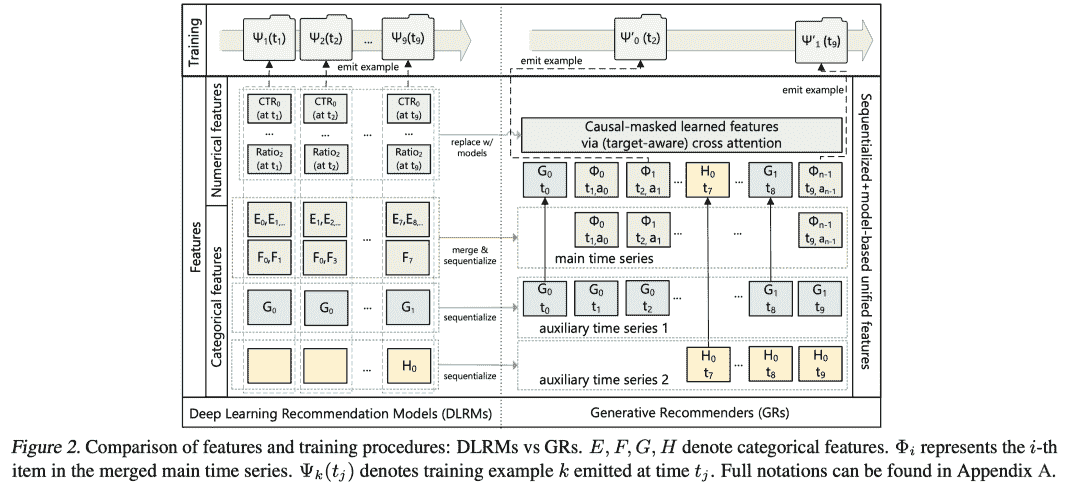 Training
Ψ₁(t₁) Ψ₂(t₂) ... Ψ₉(t₉)
emit example
Ψ'₀ (t₂) Ψ'₁ (t₉)
emit example
emit example
Features
Numerical features
CTR₀ (at t₁) CTR₀ (at t₂) CTR₀ (at t₉)
... ... ... ...
Ratio₂ (at t₁) Ratio₂ (at t₂) Ratio₂ (at t₉)
replace w/
models
Causal-masked learned features
via (target-aware) cross attention
G₀ Φ₀ Φ₁ ... H₀ ... G₁ Φn-1
t₀ t₁,a₀ t₂,a₁ t₇ t₈ t₉, an-1
Categorical features
E₀,E₁,.. E₁,E₂,.. E₇,E₈,..
...
F₀,F₁ F₀,F₃ F₇
merge &
sequentialize
Φ₀ Φ₁ ... ... Φn-1
t₁,a₀ t₂,a₁ t₉, an-1
main time series
G₀ G₀ ... G₁
sequentialize
G₀ G₀ G₀ ... ... G₁ G₁
t₀ t₁ t₂ t₈ t₉
auxiliary time series 1
... H₀
sequentialize
H₀ ... H₀ H₀
t₇ t₈ t₉
auxiliary time series 2
Sequentialized+model-based unified features
Deep Learning Recommendation Models (DLRMs)
Generative Recommenders (GRs)
Figure 2. Comparison of features and training procedures: DLRMs vs GRs. E, F, G, H denote categorical features. Φᵢ represents the i-th
item in the merged main time series. Ψₖ(tⱼ) denotes training example k emitted at time tⱼ. Full notations can be found in Appendix A.